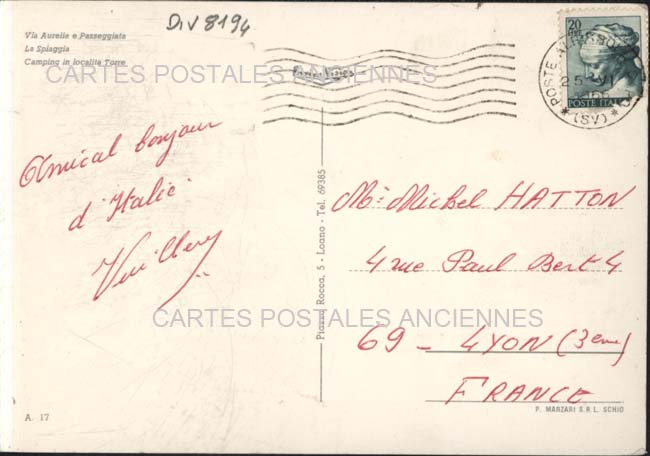 DIV 8194
Via Aurelia e Passeggiata
La Spiaggia
Camping in località Torre
CARTES POSTALES ANCIENNES
20
POSTE ITALIANE
(SV)
Amical bonjour
d'Italie
Mr Michel HATTON
4 rue Paul Bert 4
69 - LYON (3eme)
FRANCE
Piazza Rocca, 5 - Loano - Tel. 69385
CARTES POSTALES ANCIENNES
A. 17
P. MARZARI S.R.L. SCHIO